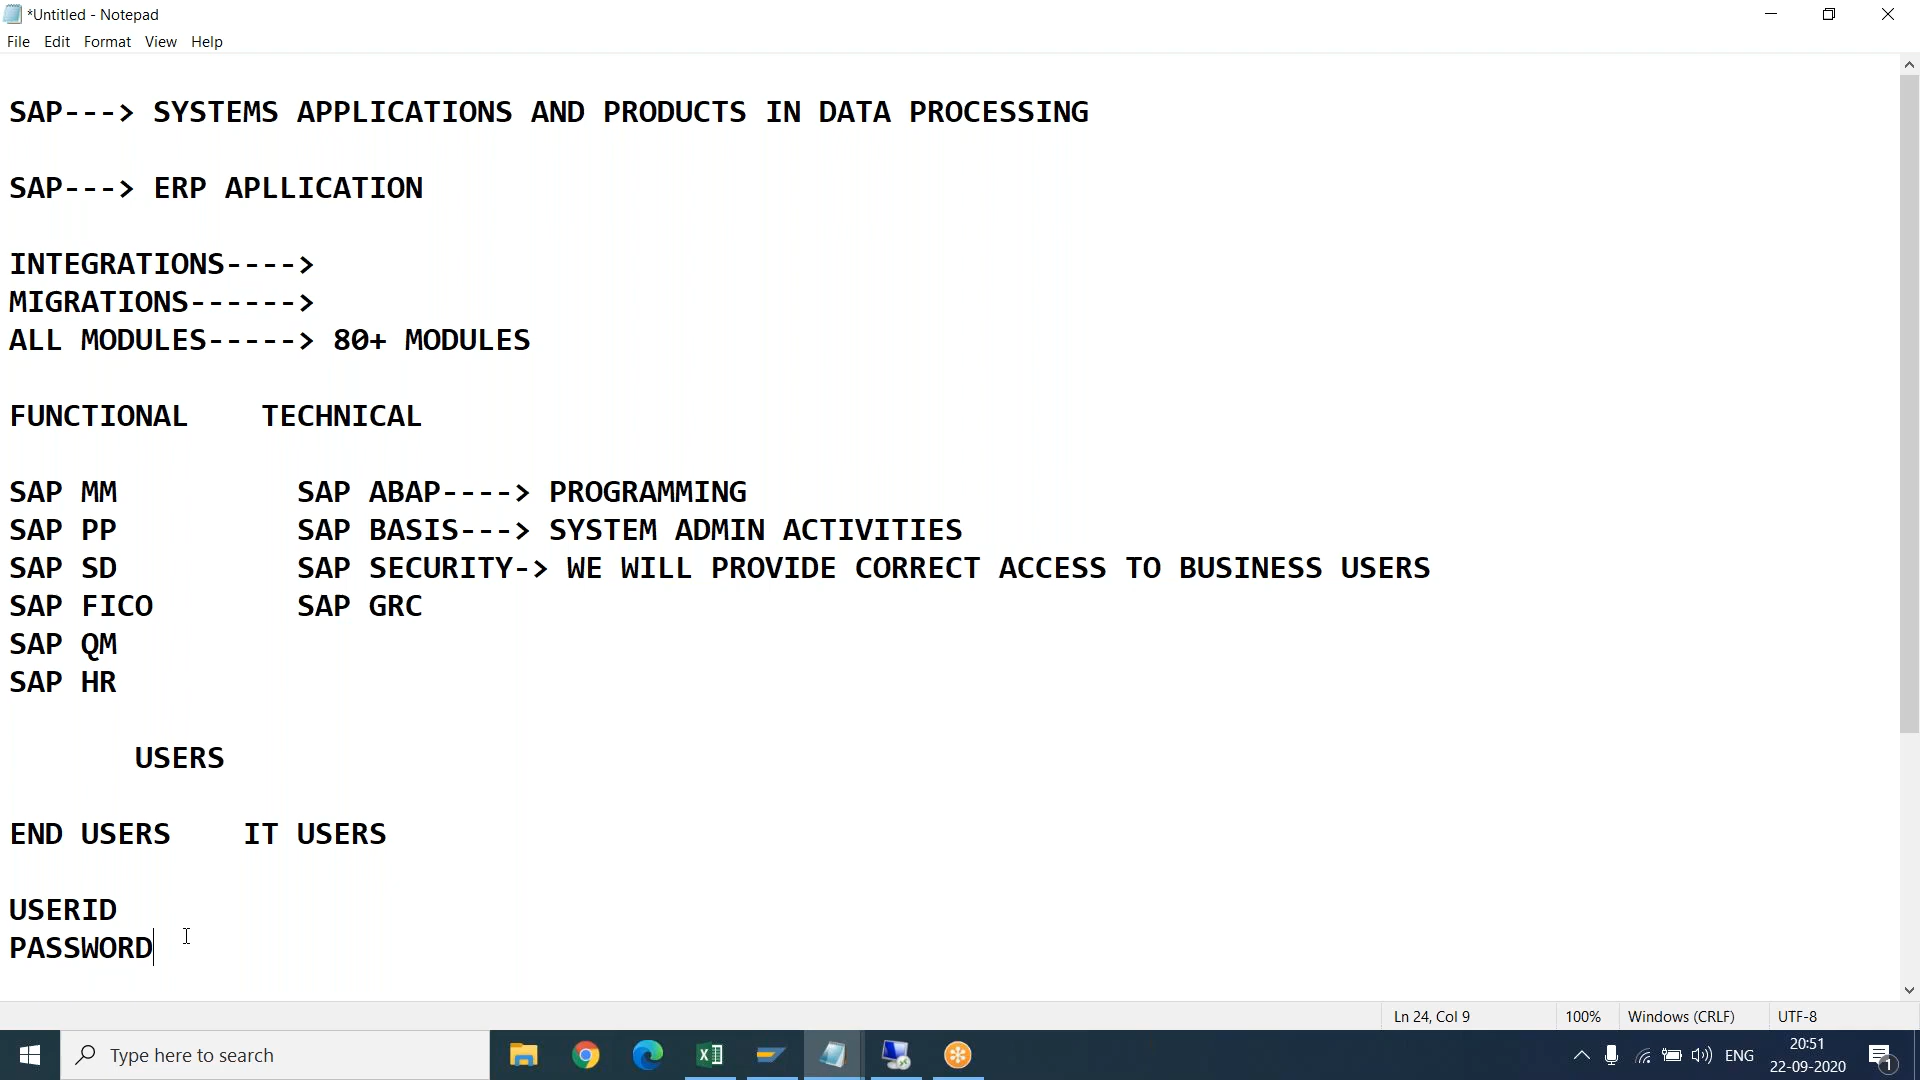 *Untitled - Notepad
File Edit Format View Help
SAP---> SYSTEMS APPLICATIONS AND PRODUCTS IN DATA PROCESSING
SAP---> ERP APLLICATION
INTEGRATIONS---->
MIGRATIONS------>
ALL MODULES-----> 80+ MODULES
FUNCTIONAL TECHNICAL
SAP MM SAP ABAP----> PROGRAMMING
SAP PP SAP BASIS---> SYSTEM ADMIN ACTIVITIES
SAP SD SAP SECURITY-> WE WILL PROVIDE CORRECT ACCESS TO BUSINESS USERS
SAP FICO SAP GRC
SAP QM
SAP HR
USERS
END USERS IT USERS
USERID
PASSWORD
Ln 24, Col 9 100% Windows (CRLF) UTF-8
Type here to search ENG 20:51
22-09-2020 1